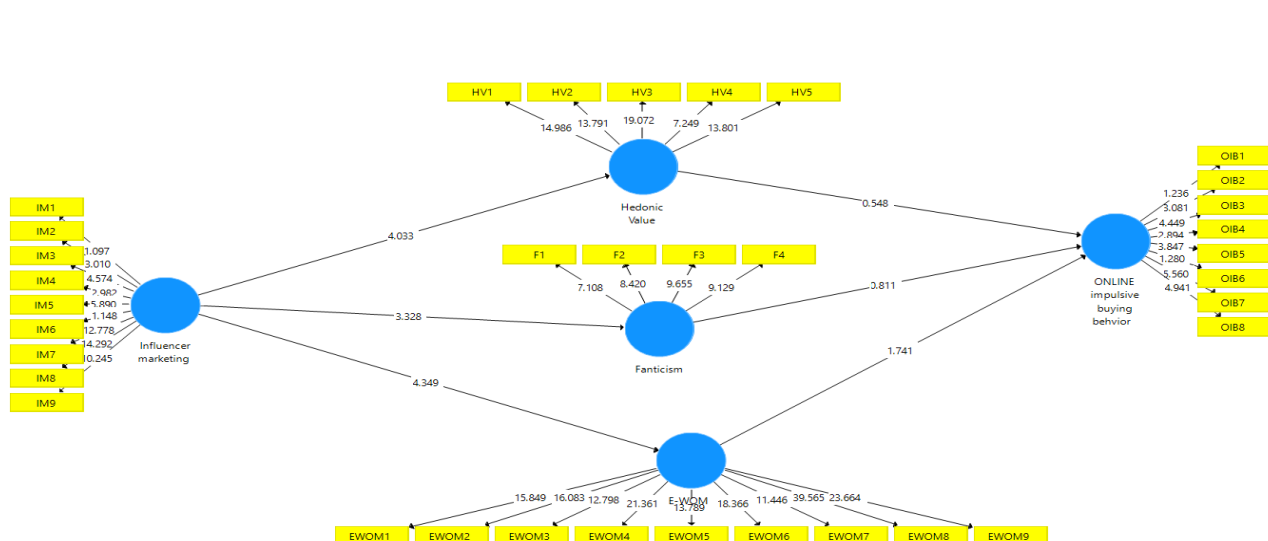 HV1 HV2 HV3 HV4 HV5
14.986 13.791 19.072 7.249 13.801
Hedonic
Value
IM1
IM2
IM3
IM4
IM5
IM6
IM7
IM8
IM9
1.097
3.010
4.574
2.982
5.890
1.148
12.778
14.292
10.245
Influencer
marketing
4.033
3.328
4.349
F1 F2 F3 F4
7.108 8.420 9.655 9.129
Fanticism
0.548
0.811
1.741
OIB1
OIB2
OIB3
OIB4
OIB5
OIB6
OIB7
OIB8
1.236
3.081
4.449
2.894
3.847
1.280
5.560
4.941
ONLINE
impulsive
buying
behvior
E-WOM
15.849 16.083 12.798 21.361 13.789 18.366 11.446 39.565 23.664
EWOM1 EWOM2 EWOM3 EWOM4 EWOM5 EWOM6 EWOM7 EWOM8 EWOM9